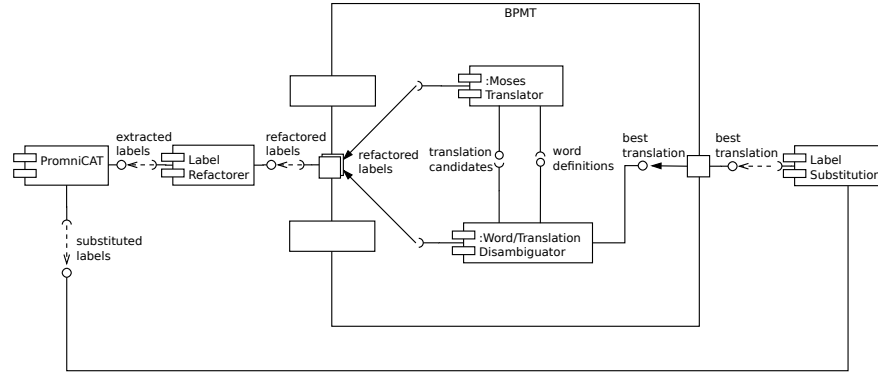 BPMT
:Moses
Translator
extracted
labels
refactored
labels
PromniCAT
Label
Refactorer
refactored
labels
translation
candidates
word
definitions
best
translation
best
translation
Label
Substitution
substituted
labels
:Word/Translation
Disambiguator